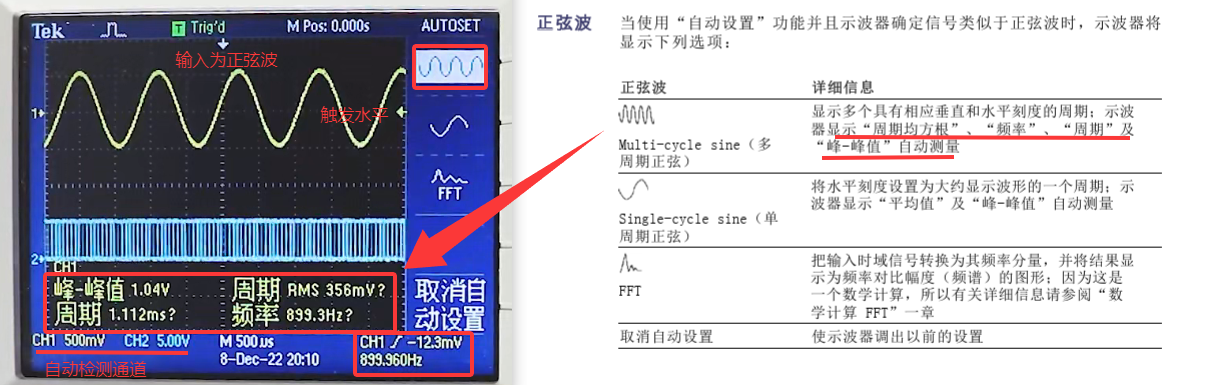 Tek
T Trig'd
M Pos: 0.000s
AUTOSET
输入为正弦波
1+
触发水平
FFT
2+
CH1
峰-峰值 1.04V
周期 RMS 356mV?
周期 1.112ms?
频率 899.3Hz?
取消自
动设置
CH1 500mV
CH2 5.00V
M 500us
CH1 / -12.3mV
8-Dec-22 20:10
899.960Hz
自动检测通道
正弦波
当使用“自动设置”功能并且示波器确定信号类似于正弦波时，示波器将
显示下列选项：
正弦波
详细信息
Multi-cycle sine（多
周期正弦）
显示多个具有相应垂直和水平刻度的周期；示波
器显示“周期均方根”、“频率”、“周期”及
“峰-峰值”自动测量
Single-cycle sine（单
周期正弦）
将水平刻度设置为大约显示波形的一个周期；示
波器显示“平均值”及“峰-峰值”自动测量
FFT
把输入时域信号转换为其频率分量，并将结果显
示为频率对比幅度（频谱）的图形；因为这是
一个数学计算，所以有关详细信息请参阅“数
学计算 FFT”一章
取消自动设置
使示波器调出以前的设置